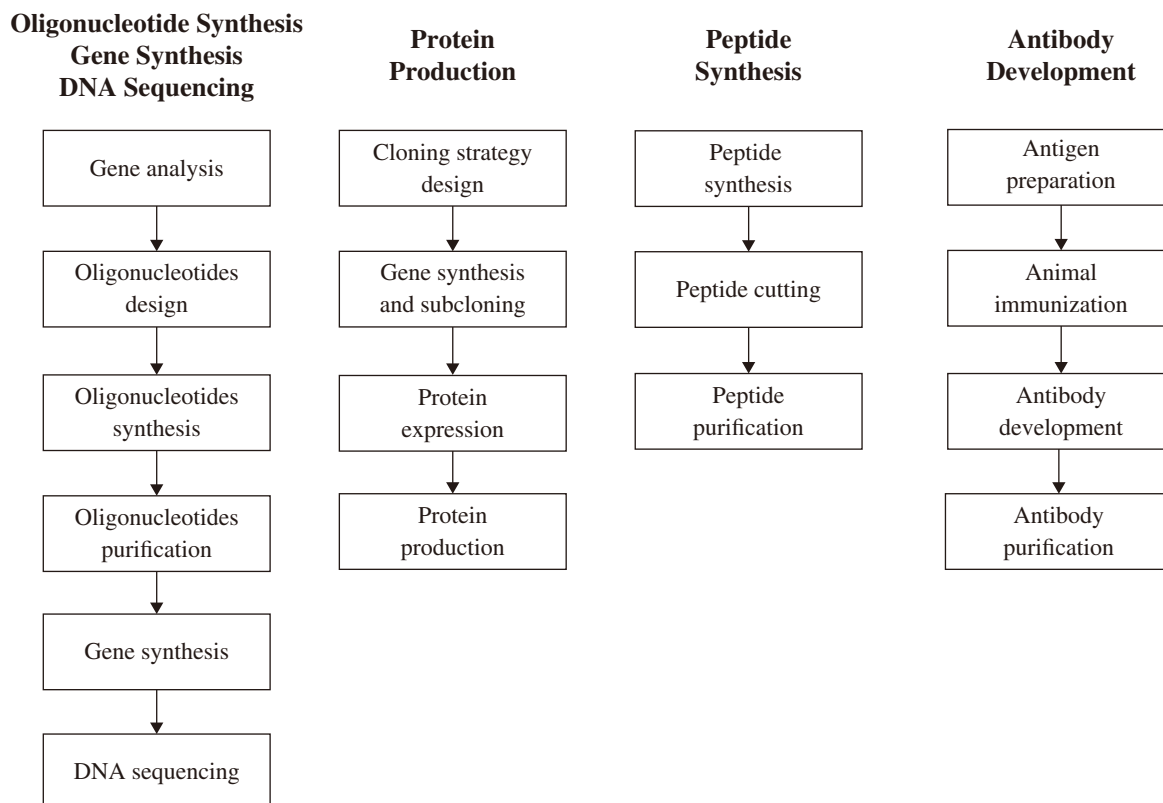 Oligonucleotide Synthesis
Gene Synthesis
DNA Sequencing
Gene analysis
Oligonucleotides
design
Oligonucleotides
synthesis
Oligonucleotides
purification
Gene synthesis
DNA sequencing
Protein
Production
Cloning strategy
design
Gene synthesis
and subcloning
Protein
expression
Protein
production
Peptide
Synthesis
Peptide
synthesis
Peptide cutting
Peptide
purification
Antibody
Development
Antigen
preparation
Animal
immunization
Antibody
development
Antibody
purification